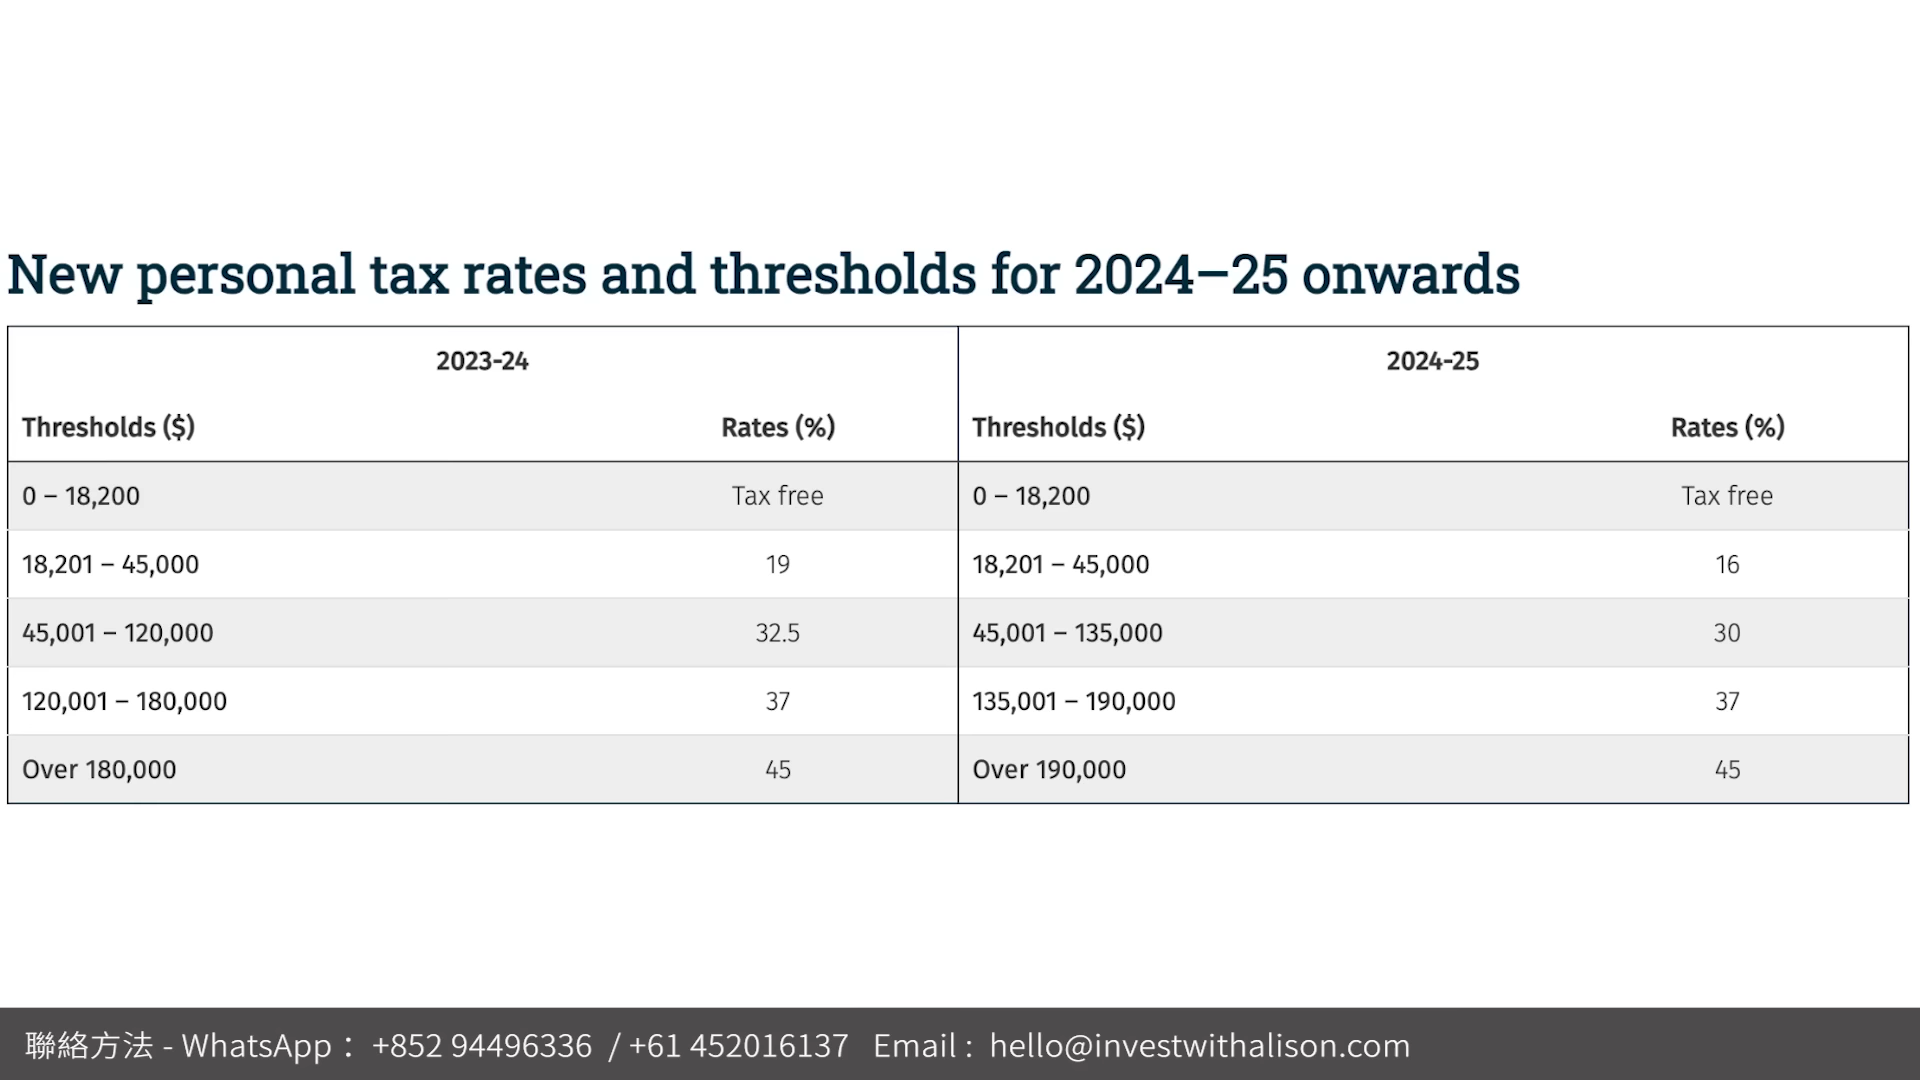 New personal tax rates and thresholds for 2024–25 onwards
2023-24 2024-25
Thresholds ($) Rates (%) Thresholds ($) Rates (%)
0 – 18,200 Tax free 0 – 18,200 Tax free
18,201 – 45,000 19 18,201 – 45,000 16
45,001 – 120,000 32.5 45,001 – 135,000 30
120,001 – 180,000 37 135,001 – 190,000 37
Over 180,000 45 Over 190,000 45
聯絡方法 - WhatsApp： +852 94496336 / +61 452016137 Email : hello@investwithalison.com